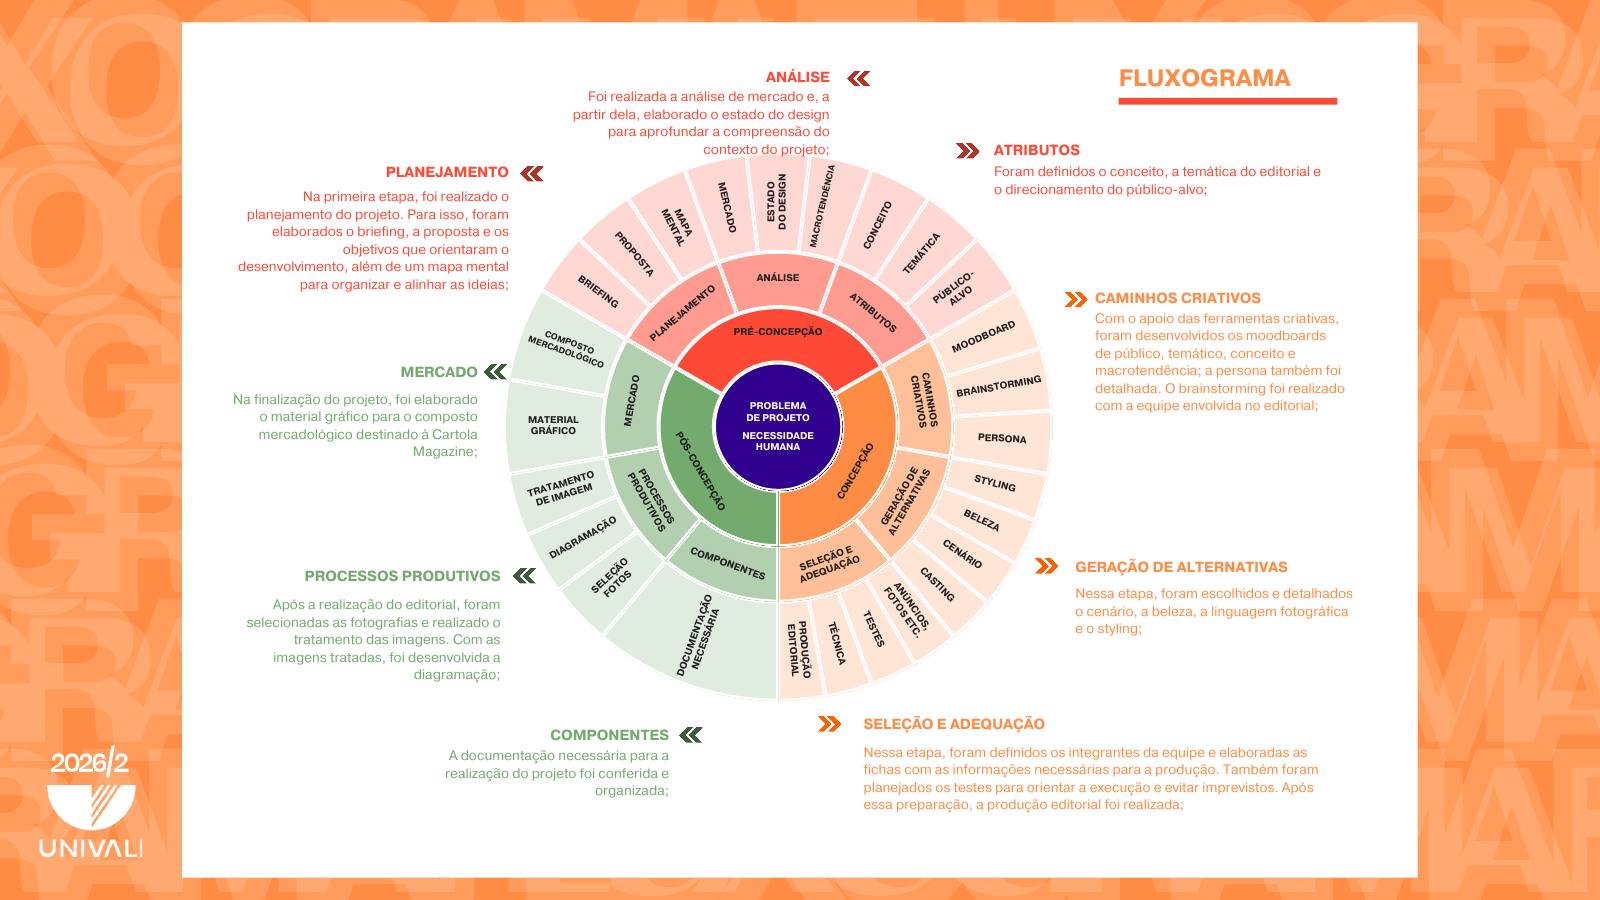 FLUXOGRAMA
ANÁLISE
Foi realizada a análise de mercado e, a
partir dela, elaborado o estado do design
para aprofundar a compreensão do
contexto do projeto;
ATRIBUTOS
Foram definidos o conceito, a temática do editorial e
o direcionamento do público-alvo;
PLANEJAMENTO
Na primeira etapa, foi realizado o
planejamento do projeto. Para isso, foram
elaborados o briefing, a proposta e os
objetivos que orientaram o
desenvolvimento, além de um mapa mental
para organizar e alinhar as ideias;
CAMINHOS CRIATIVOS
Com o apoio das ferramentas criativas,
foram desenvolvidos os moodboards
de público, temático, conceito e
macrotendência; a persona também foi
detalhada. O brainstorming foi realizado
com a equipe envolvida no editorial;
MERCADO
Na finalização do projeto, foi elaborado
o material gráfico para o composto
mercadológico destinado à Cartola
Magazine;
PROCESSOS PRODUTIVOS
Após a realização do editorial, foram
selecionadas as fotografias e realizado o
tratamento das imagens. Com as
imagens tratadas, foi desenvolvida a
diagramação;
GERAÇÃO DE ALTERNATIVAS
Nessa etapa, foram escolhidos e detalhados
o cenário, a beleza, a linguagem fotográfica
e o styling;
COMPONENTES
A documentação necessária para a
realização do projeto foi conferida e
organizada;
SELEÇÃO E ADEQUAÇÃO
Nessa etapa, foram definidos os integrantes da equipe e elaboradas as
fichas com as informações necessárias para a produção. Também foram
planejados os testes para orientar a execução e evitar imprevistos. Após
essa preparação, a produção editorial foi realizada;
PROBLEMA
DE PROJETO
NECESSIDADE
HUMANA
PRÉ-CONCEPÇÃO
CONCEPÇÃO
PÓS-CONCEPÇÃO
PLANEJAMENTO
ANÁLISE
ATRIBUTOS
CAMINHOS
CRIATIVOS
GERAÇÃO DE
ALTERNATIVAS
SELEÇÃO E
ADEQUAÇÃO
COMPONENTES
PROCESSOS
PRODUTIVOS
MERCADO
BRIEFING
PROPOSTA
MAPA
MENTAL
MERCADO
ESTADO
DO DESIGN
MACROTENDÊNCIA
CONCEITO
TEMÁTICA
PÚBLICO-
ALVO
MOODBOARD
BRAINSTORMING
PERSONA
STYLING
BELEZA
CENÁRIO
CASTING
ANÚNCIOS,
FOTOS ETC.
TESTES
TÉCNICA
PRODUÇÃO
EDITORIAL
DOCUMENTAÇÃO
NECESSÁRIA
SELEÇÃO
FOTOS
DIAGRAMAÇÃO
TRATAMENTO
DE IMAGEM
MATERIAL
GRÁFICO
COMPOSTO
MERCADOLÓGICO
2026/2
UNIVALI